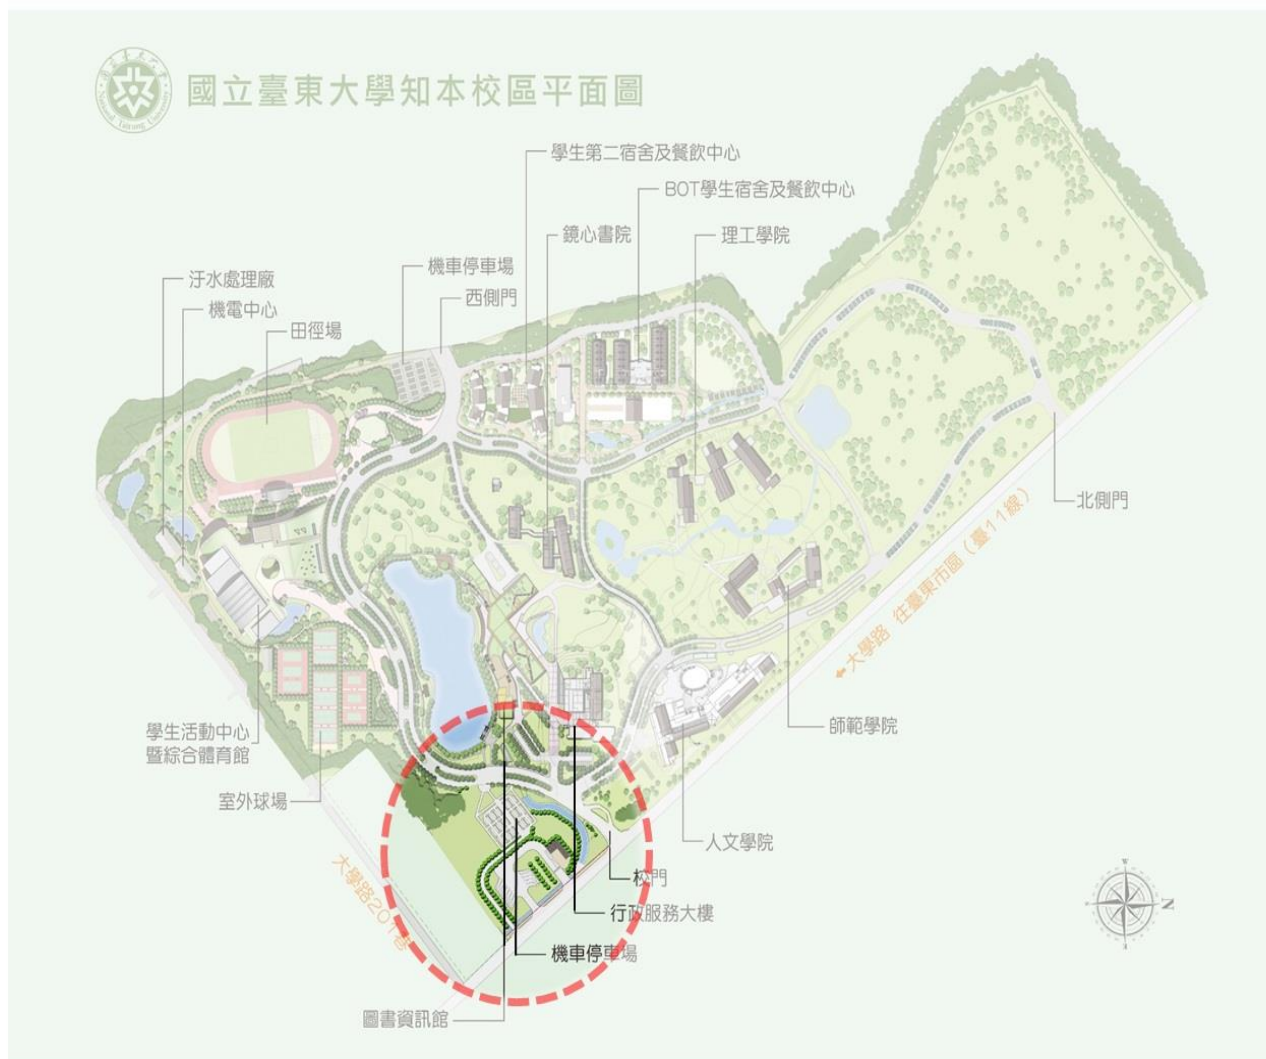 國立臺東大學知本校區平面圖
學生第二宿舍及餐飲中心
BOT學生宿舍及餐飲中心
鏡心書院
理工學院
機車停車場
西側門
汙水處理廠
機電中心
田徑場
北側門
大學路 往臺東市區（臺11線）
師範學院
學生活動中心
暨綜合體育館
室外球場
人文學院
大學路201巷
校門
行政服務大樓
機車停車場
圖書資訊館
W
N
E